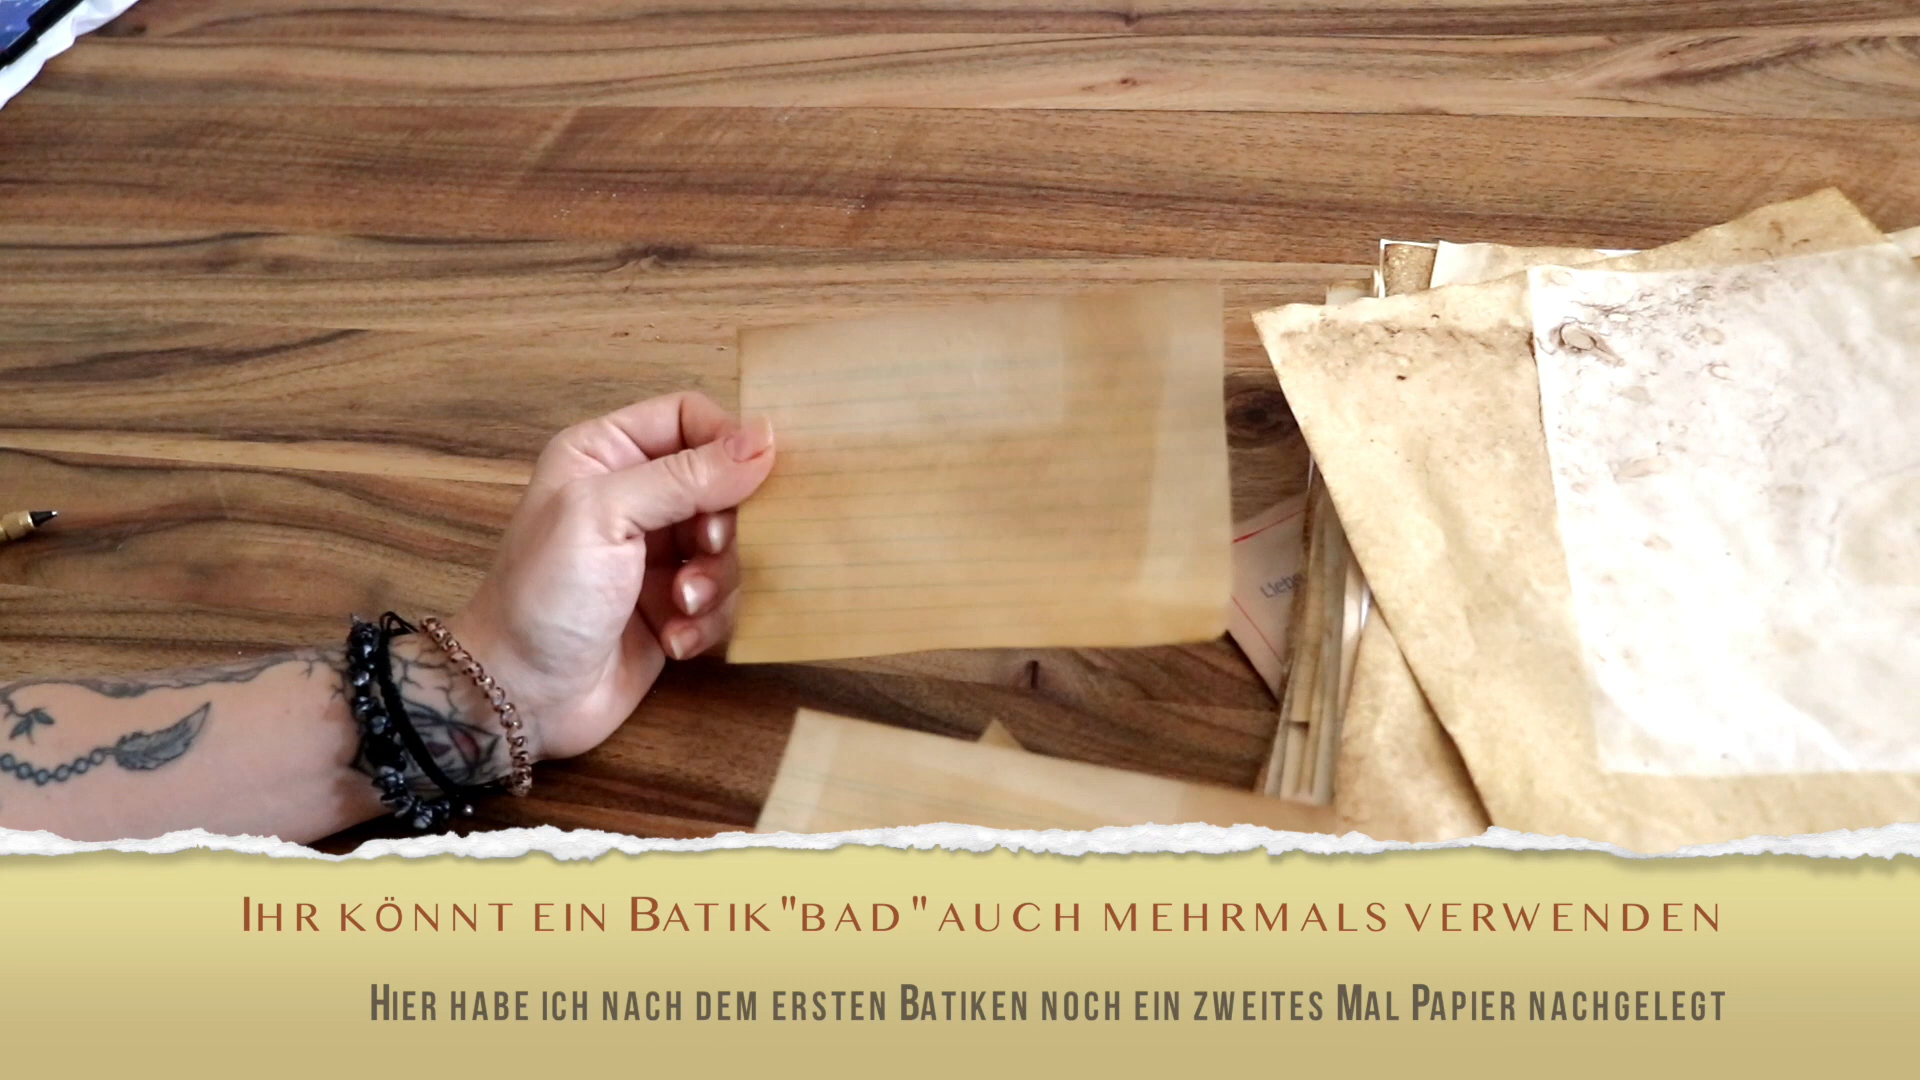 Liebe
Ihr könnt ein Batik "bad" auch mehrmals verwenden
Hier habe ich nach dem ersten Batiken noch ein zweites Mal Papier nachgelegt